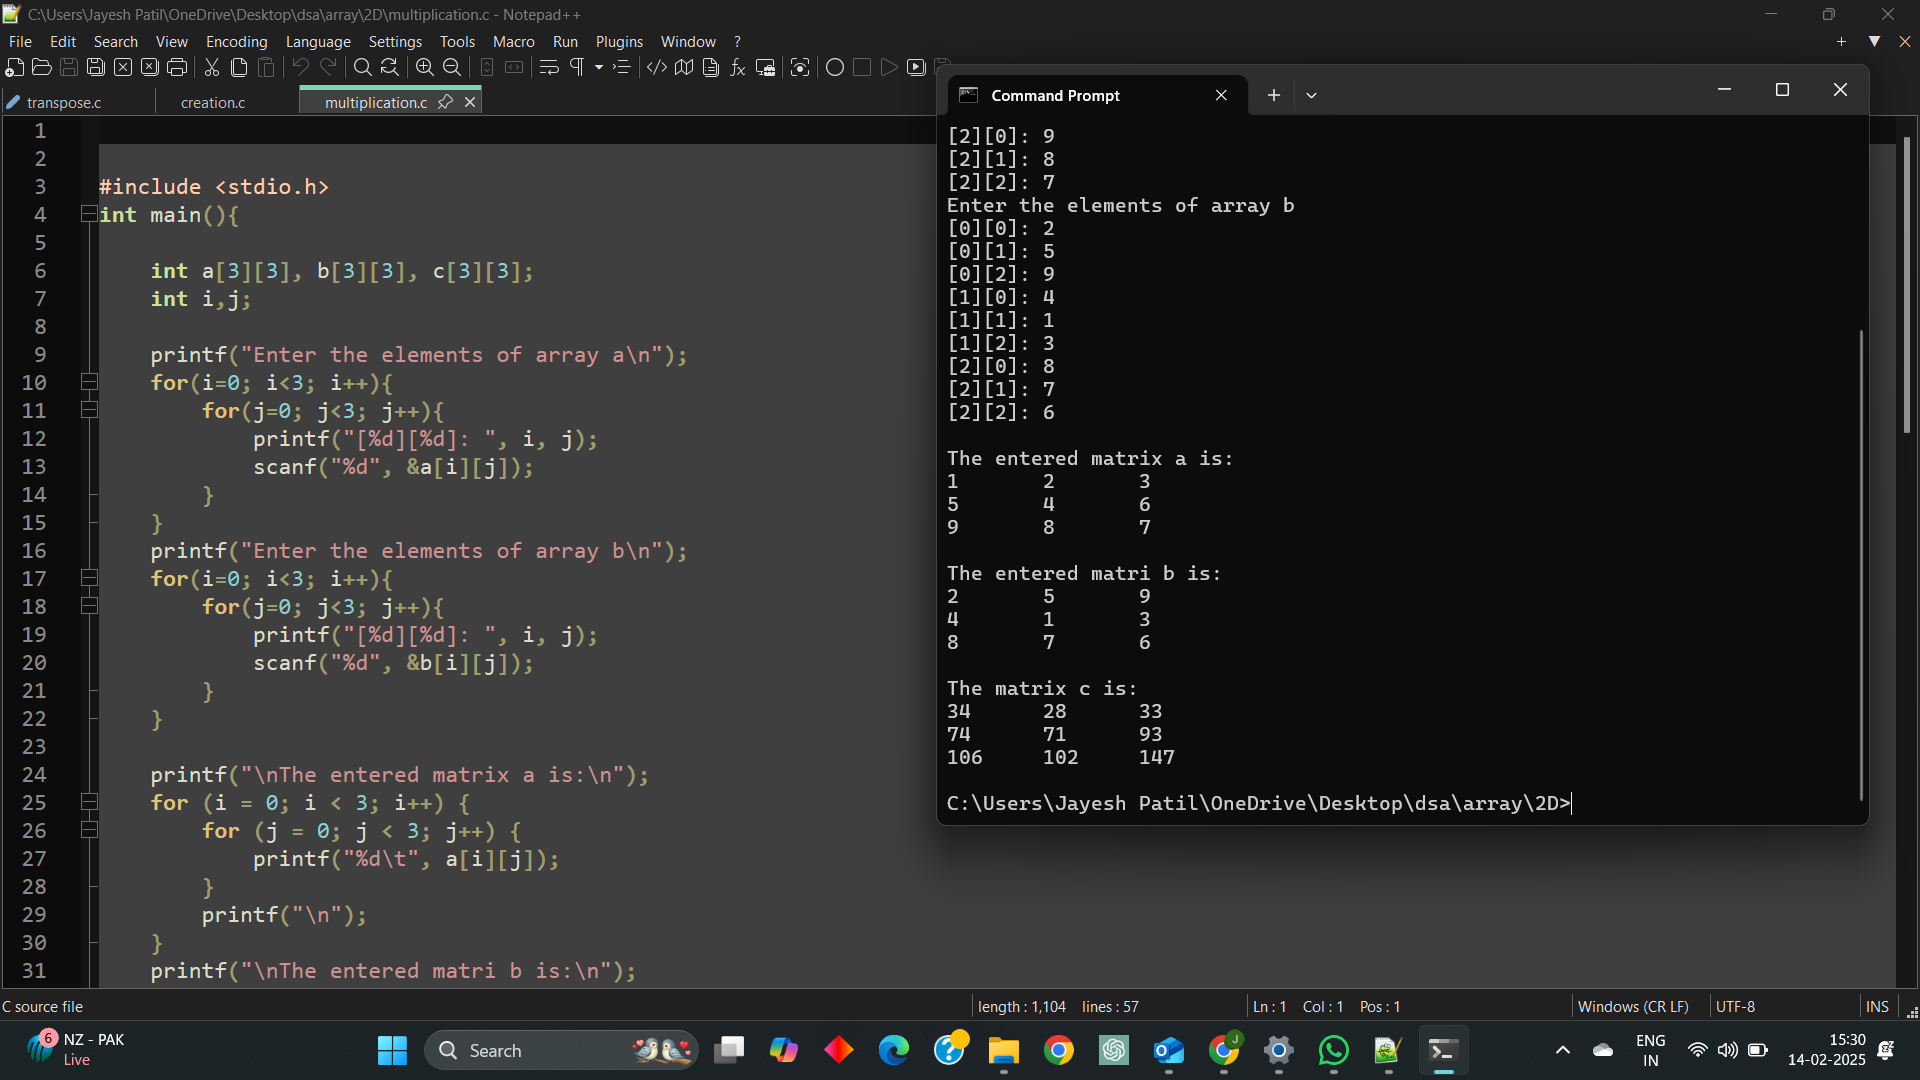 C:\Users\Jayesh Patil\OneDrive\Desktop\dsa\array\2D\multiplication.c - Notepad++
File Edit Search View Encoding Language Settings Tools Macro Run Plugins Window ?
transpose.c creation.c multiplication.c
1
2
3 #include <stdio.h>
4 int main(){
5
6 int a[3][3], b[3][3], c[3][3];
7 int i,j;
8
9 printf("Enter the elements of array a\n");
10 for(i=0; i<3; i++){
11 for(j=0; j<3; j++){
12 printf("[%d][%d]: ", i, j);
13 scanf("%d", &a[i][j]);
14 }
15 }
16 printf("Enter the elements of array b\n");
17 for(i=0; i<3; i++){
18 for(j=0; j<3; j++){
19 printf("[%d][%d]: ", i, j);
20 scanf("%d", &b[i][j]);
21 }
22 }
23
24 printf("\nThe entered matrix a is:\n");
25 for (i = 0; i < 3; i++) {
26 for (j = 0; j < 3; j++) {
27 printf("%d\t", a[i][j]);
28 }
29 printf("\n");
30 }
31 printf("\nThe entered matri b is:\n");
Command Prompt
[2][0]: 9
[2][1]: 8
[2][2]: 7
Enter the elements of array b
[0][0]: 2
[0][1]: 5
[0][2]: 9
[1][0]: 4
[1][1]: 1
[1][2]: 3
[2][0]: 8
[2][1]: 7
[2][2]: 6
The entered matrix a is:
1 2 3
5 4 6
9 8 7
The entered matri b is:
2 5 9
4 1 3
8 7 6
The matrix c is:
34 28 33
74 71 93
106 102 147
C:\Users\Jayesh Patil\OneDrive\Desktop\dsa\array\2D>
C source file length : 1,104 lines : 57 Ln : 1 Col : 1 Pos : 1 Windows (CR LF) UTF-8 INS
6 NZ - PAK
Live
Search
J
ENG
IN
15:30
14-02-2025